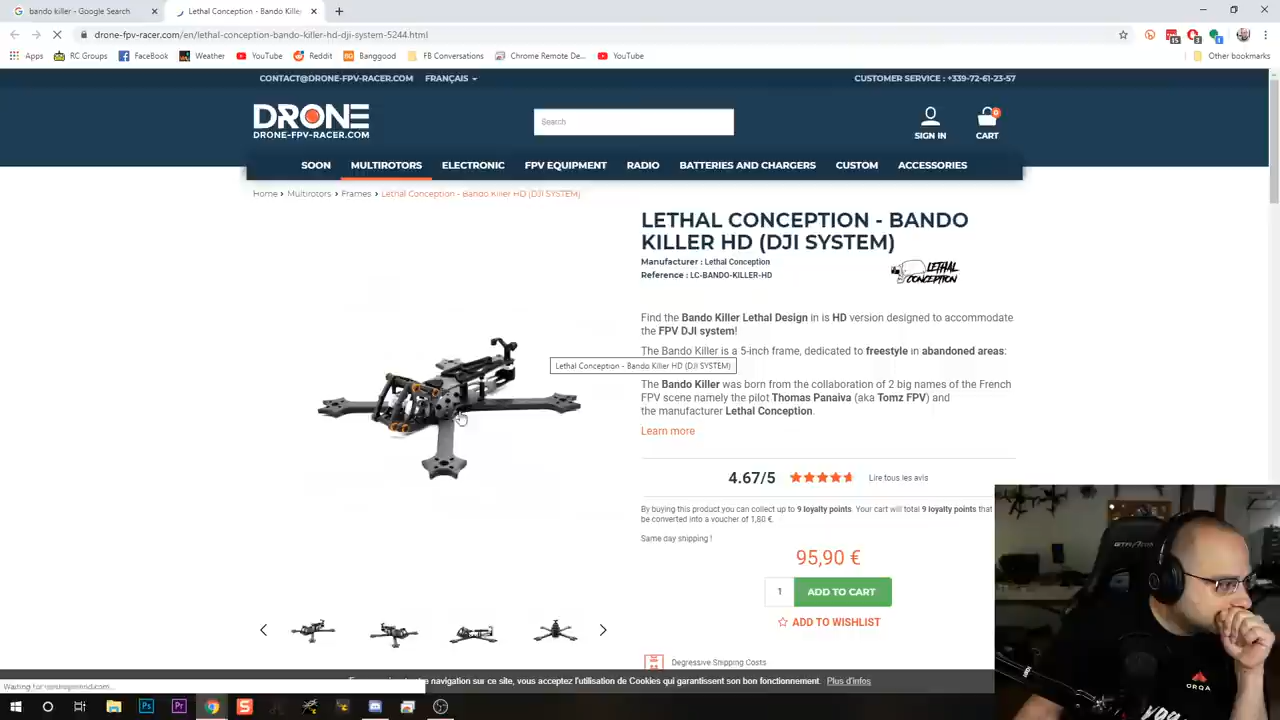 bando killer - Google Search
Lethal Conception - Bando Kille
drone-fpv-racer.com/en/lethal-conception-bando-killer-hd-dji-system-5244.html
Apps
RC Groups
FaceBook
Weather
YouTube
Reddit
Banggood
FB Conversations
Chrome Remote De...
YouTube
Other bookmarks
CONTACT@DRONE-FPV-RACER.COM
FRANÇAIS
CUSTOMER SERVICE : +339-72-61-23-57
DRONE
DRONE-FPV-RACER.COM
Search
SIGN IN
0
CART
SOON
MULTIROTORS
ELECTRONIC
FPV EQUIPMENT
RADIO
BATTERIES AND CHARGERS
CUSTOM
ACCESSORIES
Home > Multirotors > Frames > Lethal Conception - Bando Killer HD (DJI SYSTEM)
LETHAL CONCEPTION - BANDO
KILLER HD (DJI SYSTEM)
Manufacturer : Lethal Conception
Reference : LC-BANDO-KILLER-HD
LETHAL
CONCEPTION
Find the Bando Killer Lethal Design in is HD version designed to accommodate
the FPV DJI system!
The Bando Killer is a 5-inch frame, dedicated to freestyle in abandoned areas:
Lethal Conception - Bando Killer HD (DJI SYSTEM)
The Bando Killer was born from the collaboration of 2 big names of the French
FPV scene namely the pilot Thomas Panaiva (aka Tomz FPV) and
the manufacturer Lethal Conception.
Learn more
4.67/5
Lire tous les avis
By buying this product you can collect up to 9 loyalty points. Your cart will total 9 loyalty points that
be converted into a voucher of 1,80 €.
Same day shipping !
95,90 €
1
ADD TO CART
ADD TO WISHLIST
Degressive Shipping Costs
navigation sur ce site, vous acceptez l'utilisation de Cookies qui garantissent son bon fonctionnement. Plus d'infos
Waiting for
GTRACING
ORQA